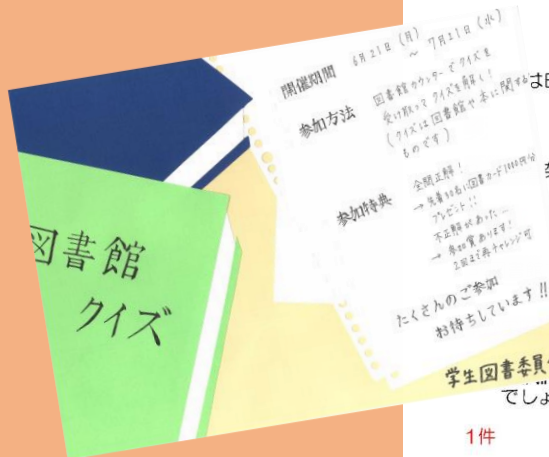 図書館
クイズ
開催期間 6月21日(月)
~ 7月21日(水)
参加方法 図書館カウンターでクイズを
受け取って クイズを解く!
(クイズは図書館や本に関する
ものです)
参加特典 全問正解!
→ 先着30名に図書カード1000円分
プレゼント!!
不正解があった…
→ 参加賞あります!
2回まで再チャレンジ可
たくさんのご参加
お待ちしています!!
学生図書委員
でしょ
1件